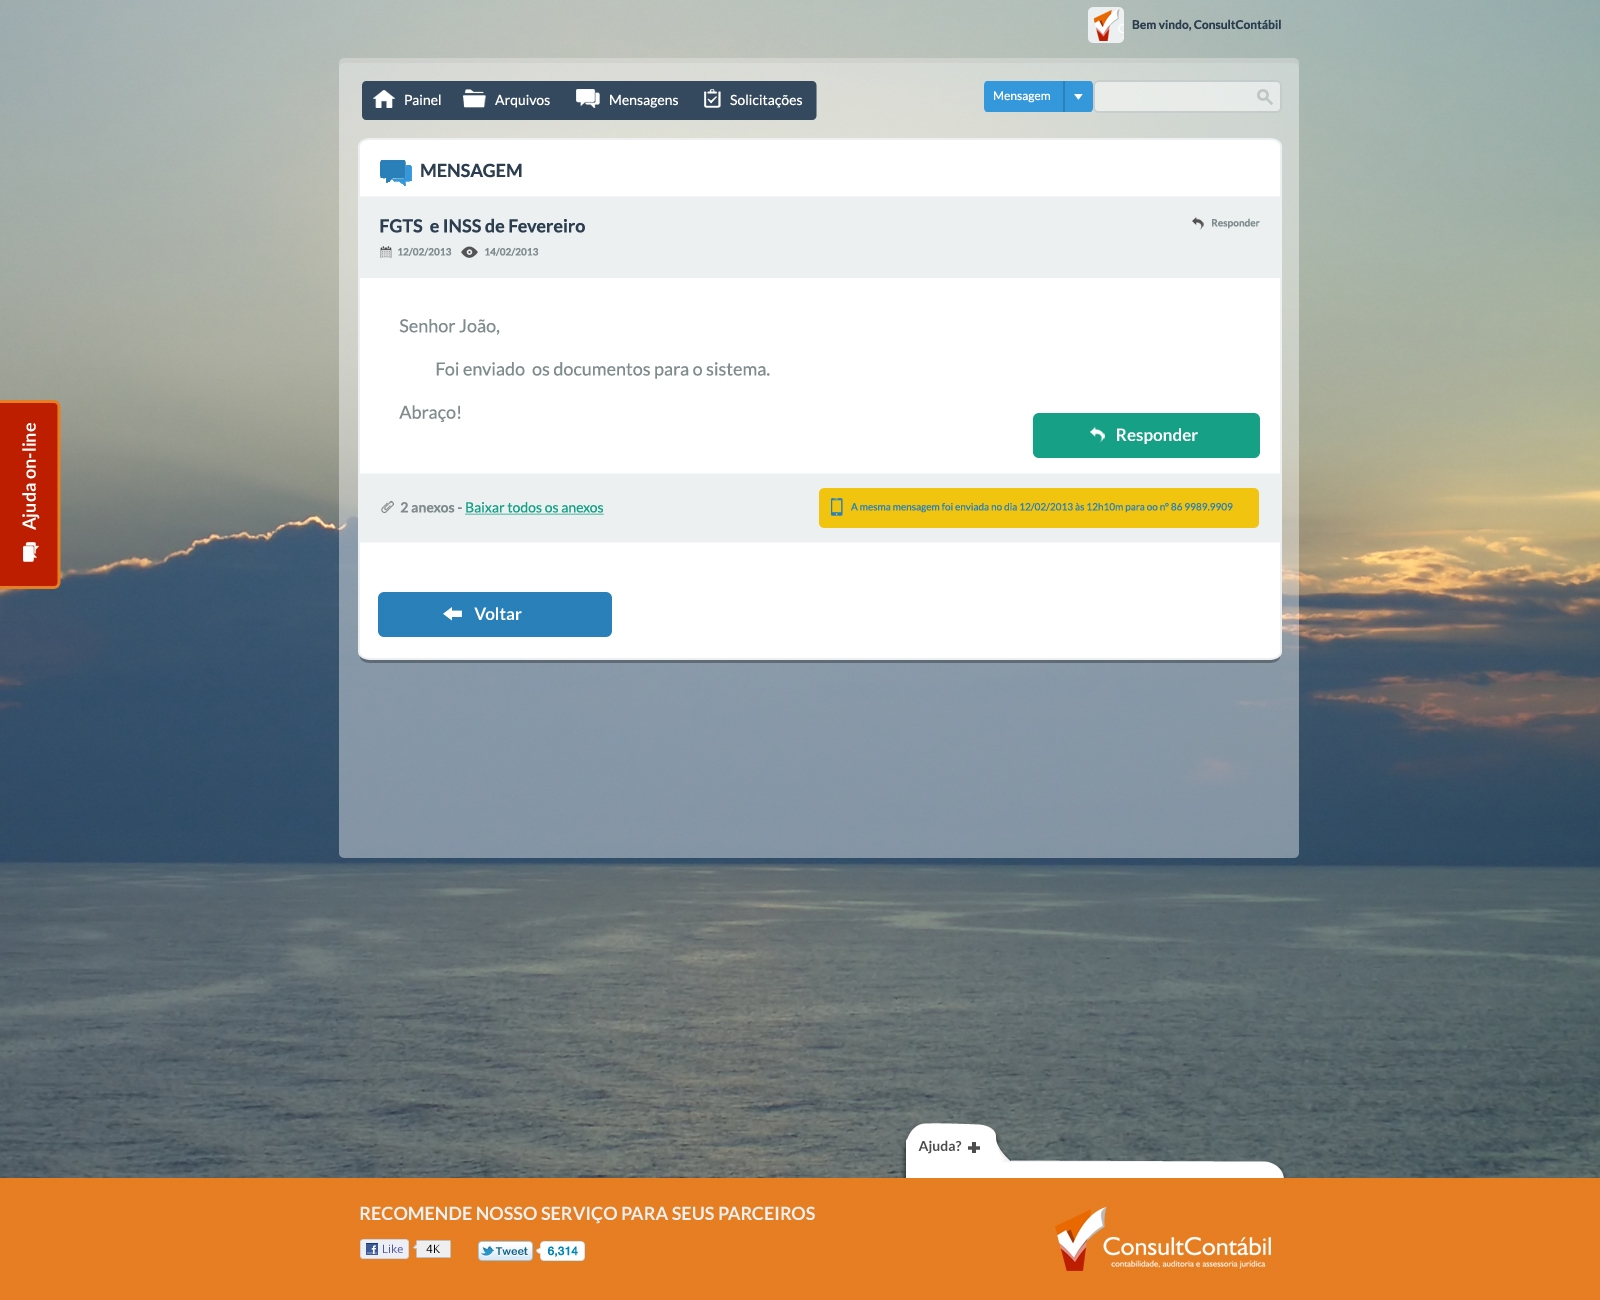 Bem vindo, ConsultContábil
Painel
Arquivos
Mensagens
Solicitações
Mensagem
MENSAGEM
FGTS e INSS de Fevereiro
Responder
12/02/2013
14/02/2013
Senhor João,
Foi enviado os documentos para o sistema.
Abraço!
Responder
Ajuda on-line
2 anexos - Baixar todos os anexos
A mesma mensagem foi enviada no dia 12/02/2013 às 12h10m para oo nº 86 9989.9909
Voltar
Ajuda?
RECOMENDE NOSSO SERVIÇO PARA SEUS PARCEIROS
Like
4K
Tweet
6,314
ConsultContábil
contabilidade, auditoria e assessoria jurídica